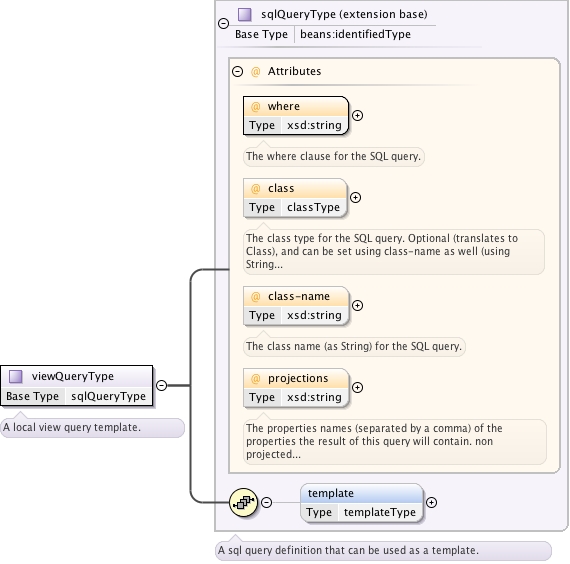 sqlQueryType (extension base)
Base Type beans:identifiedType
@ Attributes
@ where
Type xsd:string
The where clause for the SQL query.
@ class
Type classType
The class type for the SQL query. Optional (translates to
Class), and can be set using class-name as well (using
String...
@ class-name
Type xsd:string
The class name (as String) for the SQL query.
@ projections
Type xsd:string
The properties names (separated by a comma) of the
properties the result of this query will contain. non
projected...
viewQueryType
Base Type sqlQueryType
A local view query template.
template
Type templateType
A sql query definition that can be used as a template.